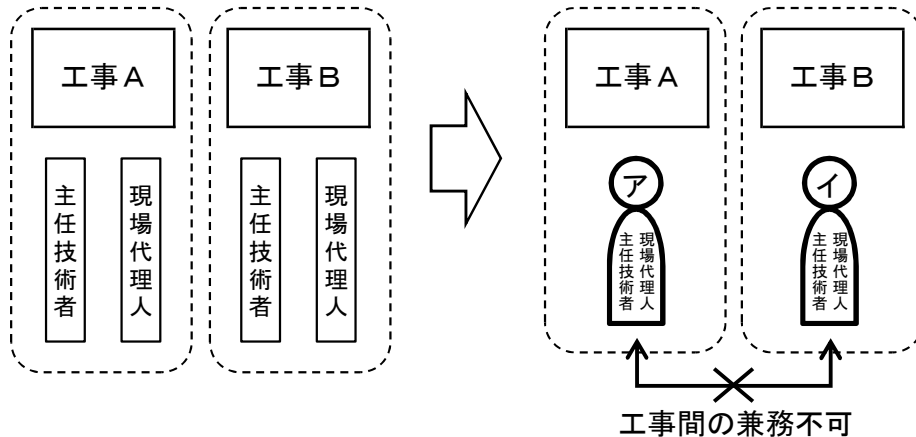 工事A
工事B
主任技術者
現場代理人
主任技術者
現場代理人
工事A
工事B
ア
現場代理人
主任技術者
イ
現場代理人
主任技術者
工事間の兼務不可